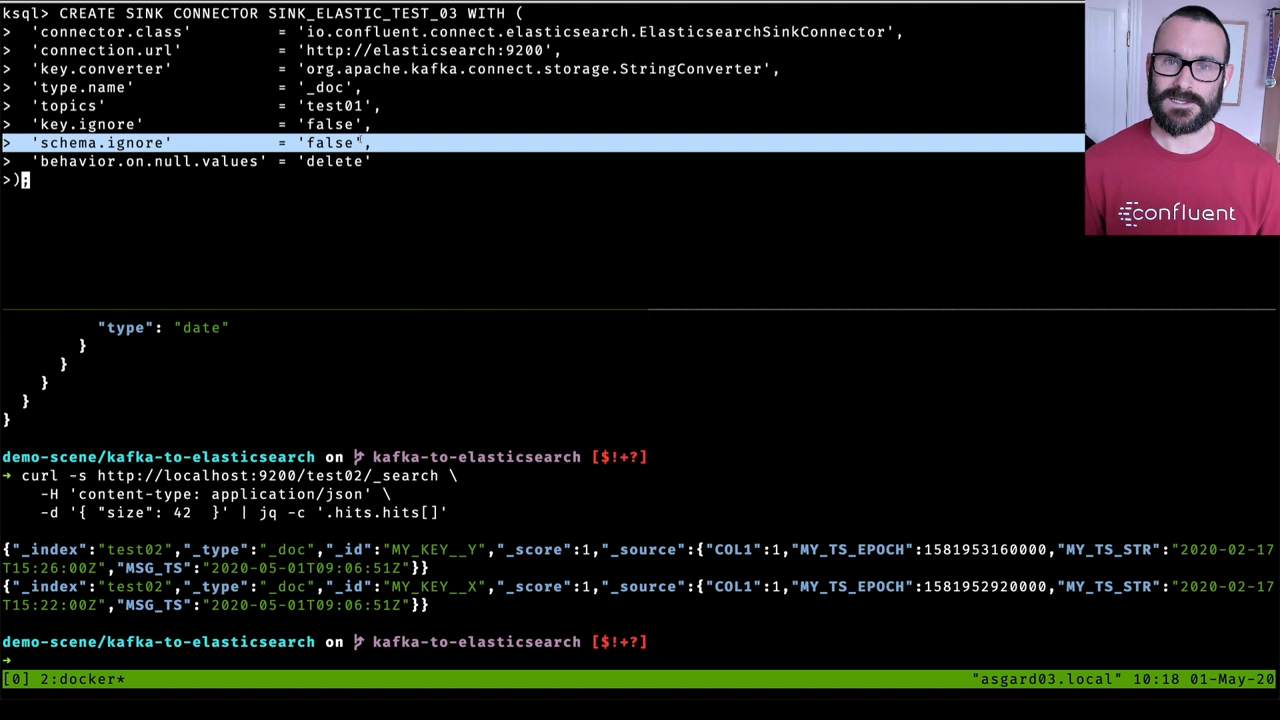 ksql> CREATE SINK CONNECTOR SINK_ELASTIC_TEST_03 WITH (
>  'connector.class'          = 'io.confluent.connect.elasticsearch.ElasticsearchSinkConnector',
>  'connection.url'           = 'http://elasticsearch:9200',
>  'key.converter'            = 'org.apache.kafka.connect.storage.StringConverter',
>  'type.name'                = '_doc',
>  'topics'                   = 'test01',
>  'key.ignore'               = 'false',
>  'schema.ignore'            = 'false',
>  'behavior.on.null.values' = 'delete'
>);
confluent
"type": "date"
}
}
}
}
}
demo-scene/kafka-to-elasticsearch on kafka-to-elasticsearch [$!+?]
➜ curl -s http://localhost:9200/test02/_search \
-H 'content-type: application/json' \
-d '{ "size": 42  }' | jq -c '.hits.hits[]'
{"_index":"test02","_type":"_doc","_id":"MY_KEY__Y","_score":1,"_source":{"COL1":1,"MY_TS_EPOCH":1581953160000,"MY_TS_STR":"2020-02-17
T15:26:00Z","MSG_TS":"2020-05-01T09:06:51Z"}}
{"_index":"test02","_type":"_doc","_id":"MY_KEY__X","_score":1,"_source":{"COL1":1,"MY_TS_EPOCH":1581952920000,"MY_TS_STR":"2020-02-17
T15:22:00Z","MSG_TS":"2020-05-01T09:06:51Z"}}
demo-scene/kafka-to-elasticsearch on kafka-to-elasticsearch [$!+?]
➜
[0] 2:docker* "asgard03.local" 10:18 01-May-20